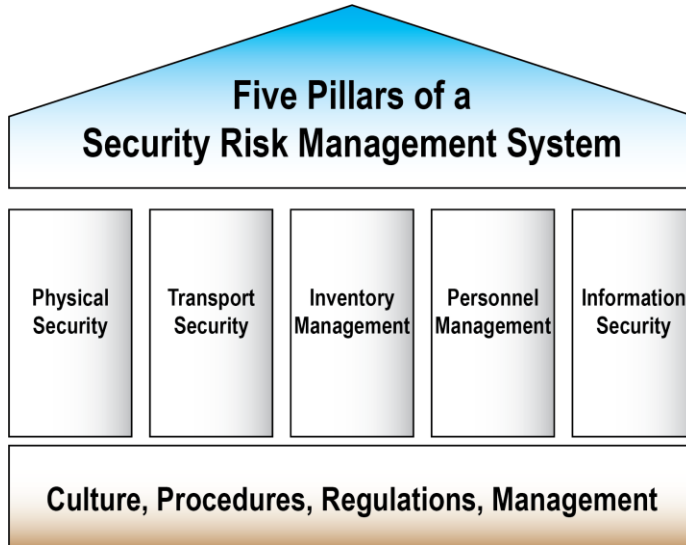 Five Pillars of a
Security Risk Management System
Physical
Security
Transport
Security
Inventory
Management
Personnel
Management
Information
Security
Culture, Procedures, Regulations, Management